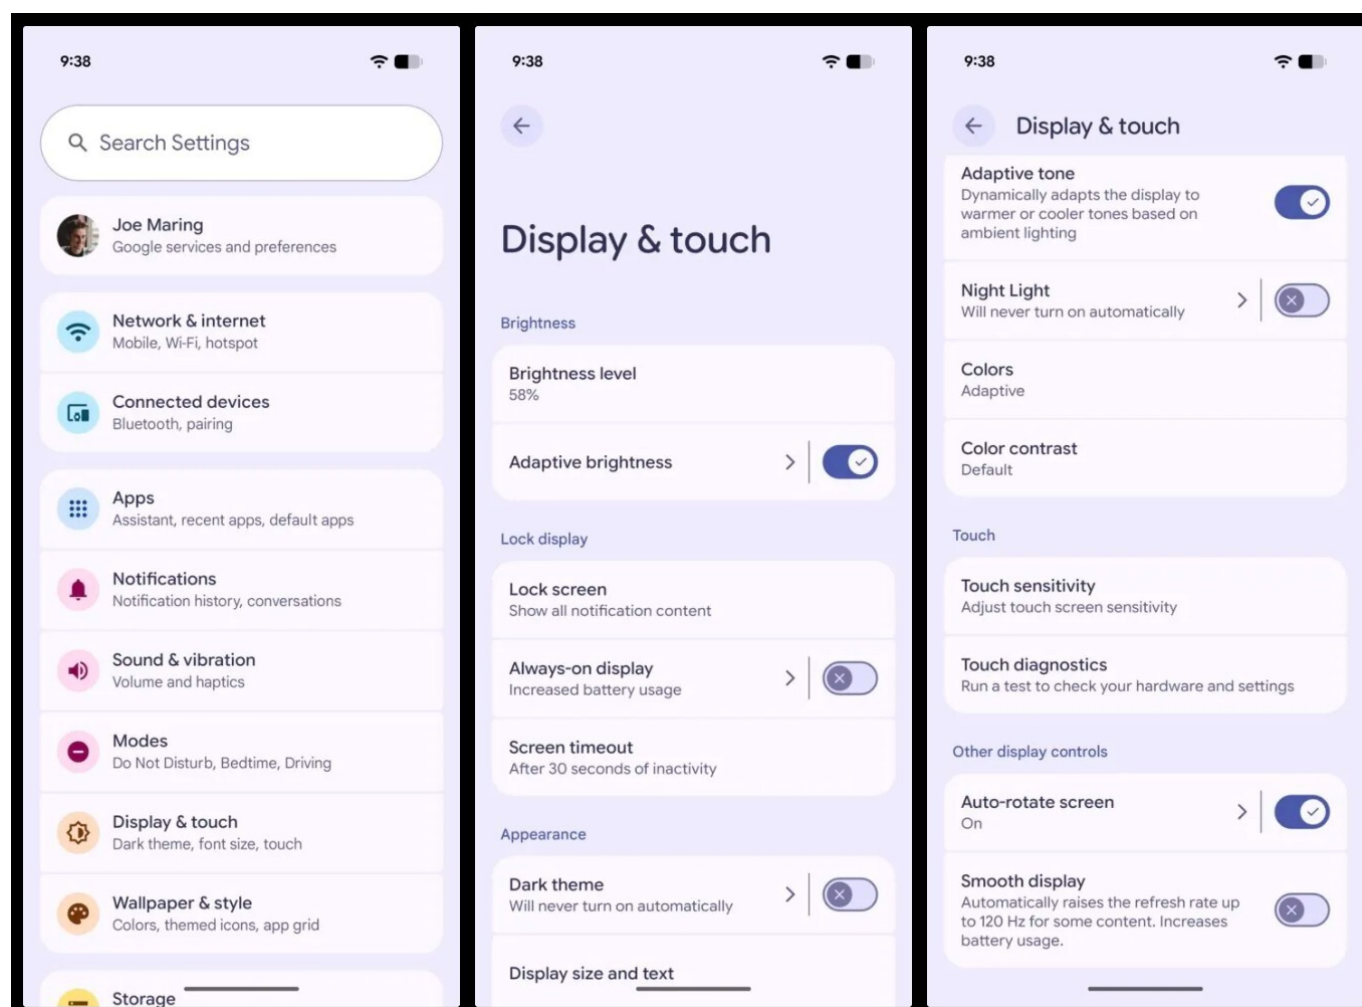 9:38
Search Settings
Joe Maring
Google services and preferences
Network & internet
Mobile, Wi-Fi, hotspot
Connected devices
Bluetooth, pairing
Apps
Assistant, recent apps, default apps
Notifications
Notification history, conversations
Sound & vibration
Volume and haptics
Modes
Do Not Disturb, Bedtime, Driving
Display & touch
Dark theme, font size, touch
Wallpaper & style
Colors, themed icons, app grid
Storage
9:38
Display & touch
Brightness
Brightness level
58%
Adaptive brightness
Lock display
Lock screen
Show all notification content
Always-on display
Increased battery usage
Screen timeout
After 30 seconds of inactivity
Appearance
Dark theme
Will never turn on automatically
Display size and text
9:38
Display & touch
Adaptive tone
Dynamically adapts the display to
warmer or cooler tones based on
ambient lighting
Night Light
Will never turn on automatically
Colors
Adaptive
Color contrast
Default
Touch
Touch sensitivity
Adjust touch screen sensitivity
Touch diagnostics
Run a test to check your hardware and settings
Other display controls
Auto-rotate screen
On
Smooth display
Automatically raises the refresh rate up
to 120 Hz for some content. Increases
battery usage.